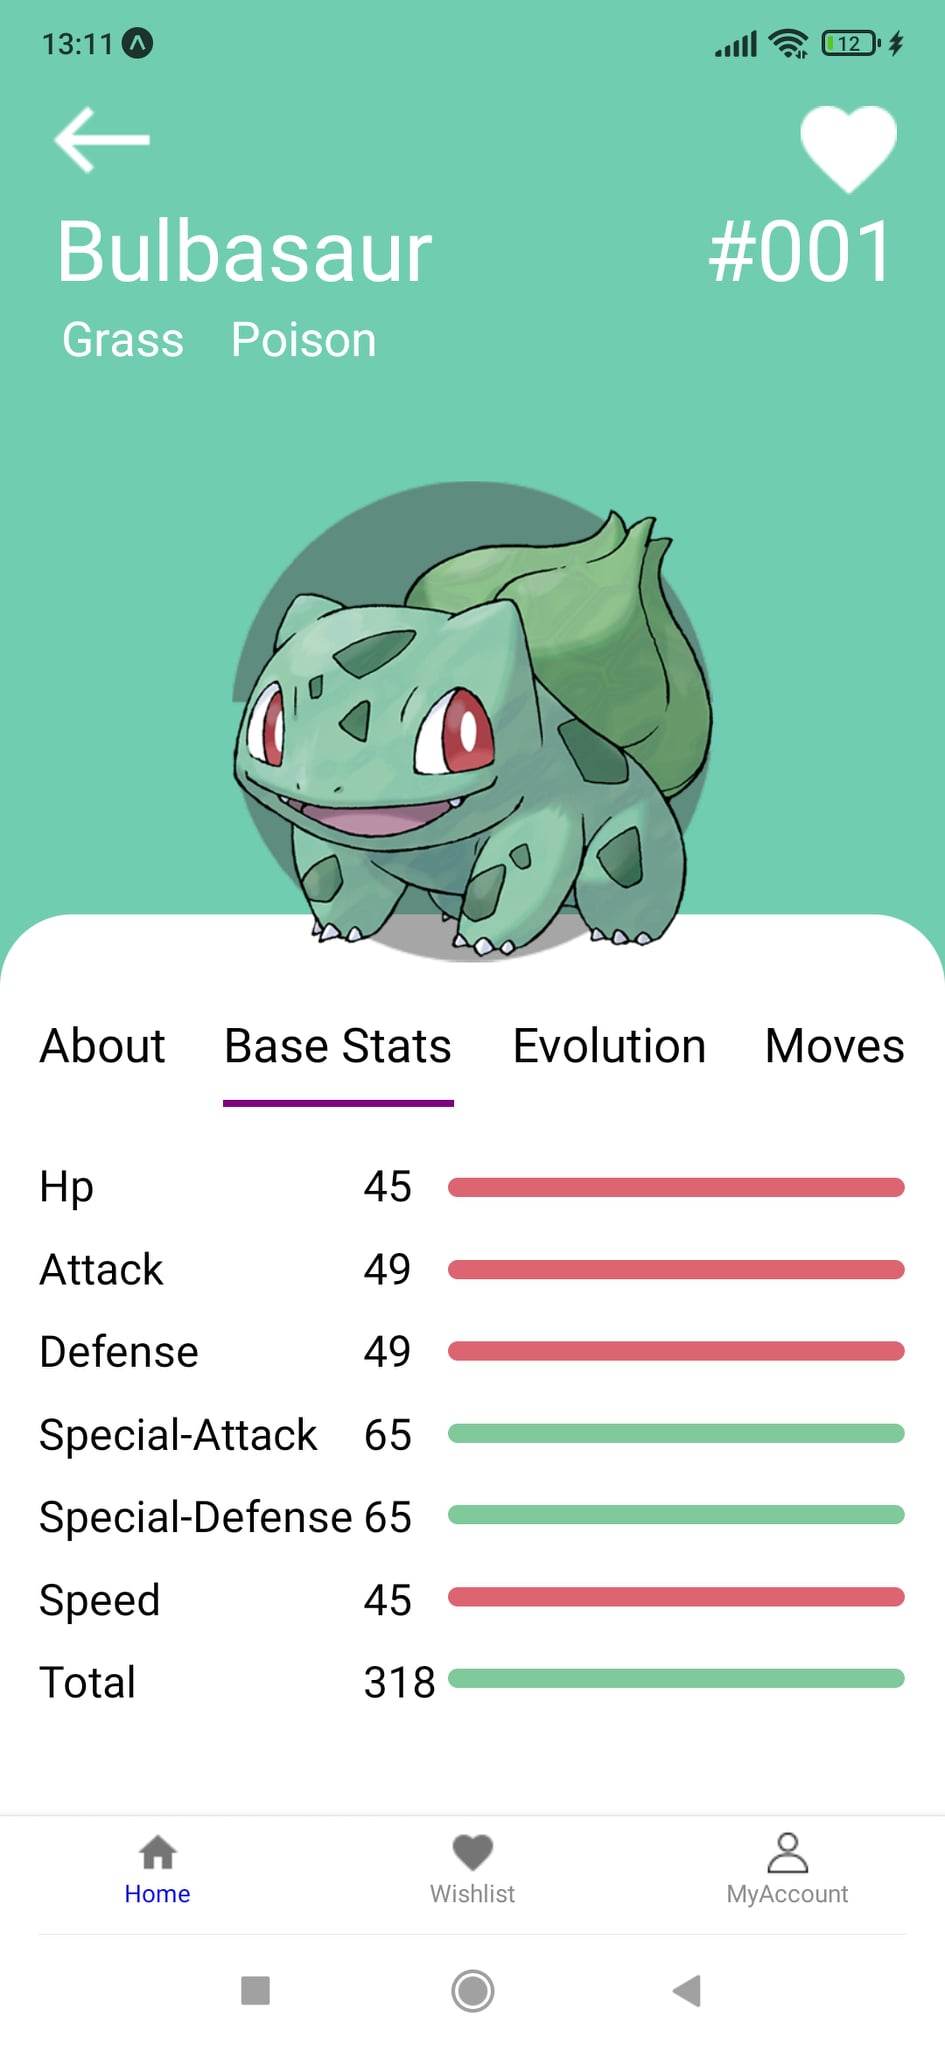 13:11
12
Bulbasaur #001
Grass Poison
About Base Stats Evolution Moves
Hp 45
Attack 49
Defense 49
Special-Attack 65
Special-Defense 65
Speed 45
Total 318
Home Wishlist MyAccount